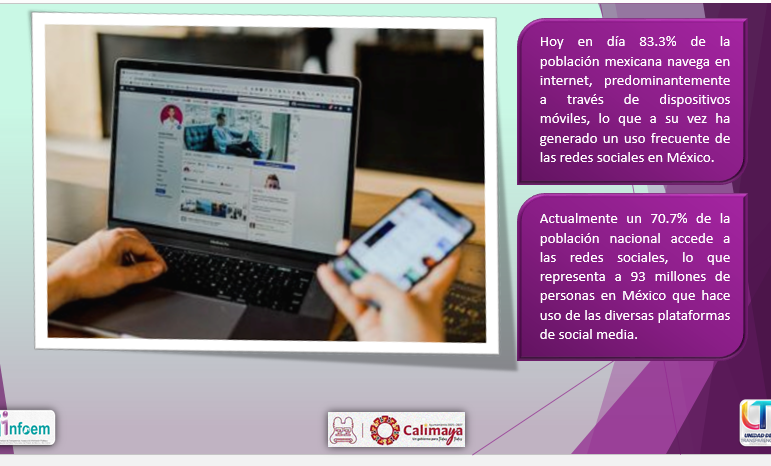 Hoy en día 83.3% de la
población mexicana navega en
internet, predominantemente
a través de dispositivos
móviles, lo que a su vez ha
generado un uso frecuente de
las redes sociales en México.
Actualmente un 70.7% de la
población nacional accede a
las redes sociales, lo que
representa a 93 millones de
personas en México que hace
uso de las diversas plataformas
de social media.
infoem
Calimaya
UNIDAD DE